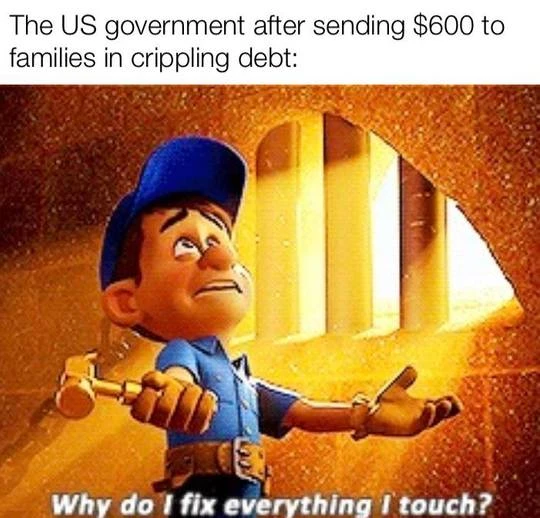 The US government after sending $600 to
families in crippling debt:
Why do I fix everything I touch?